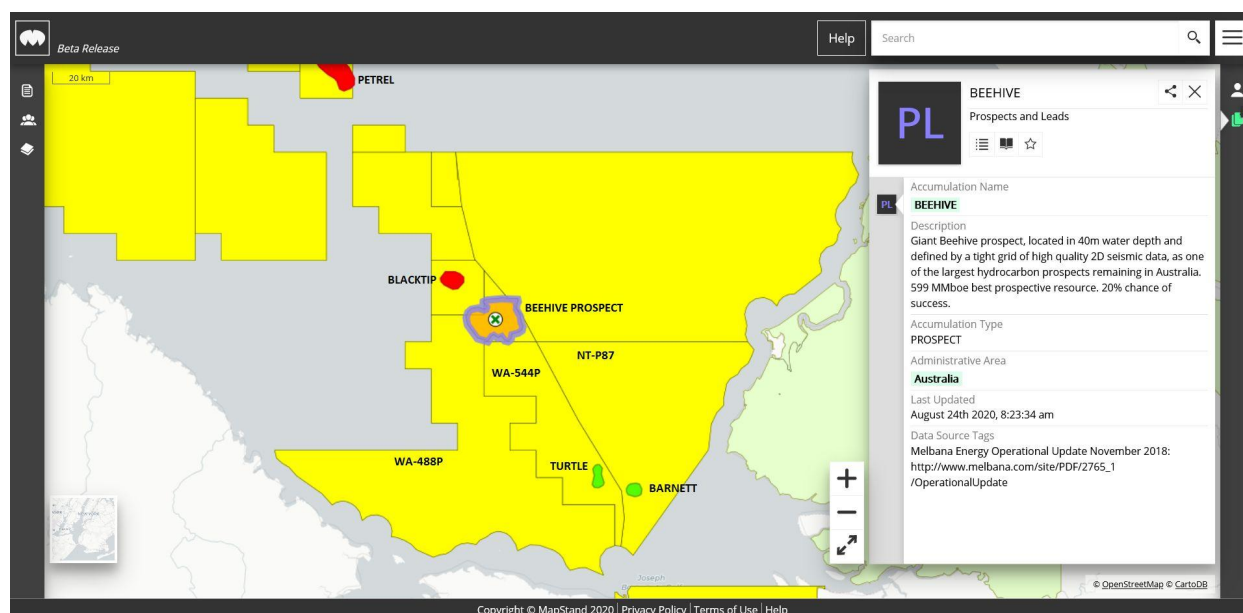 Beta Release
Help
Search
20 km
PETREL
BLACKTIP
BEEHIVE PROSPECT
NT-P87
WA-544P
WA-488P
TURTLE
BARNETT
Joseph
PL
BEEHIVE
Prospects and Leads
PL
Accumulation Name
BEEHIVE
Description
Giant Beehive prospect, located in 40m water depth and
defined by a tight grid of high quality 2D seismic data, as one
of the largest hydrocarbon prospects remaining in Australia.
599 MMboe best prospective resource. 20% chance of
success.
Accumulation Type
PROSPECT
Administrative Area
Australia
Last Updated
August 24th 2020, 8:23:34 am
Data Source Tags
Melbana Energy Operational Update November 2018:
http://www.melbana.com/site/PDF/2765_1
/OperationalUpdate
© OpenStreetMap © CartoDB
Copyright © MapStand 2020 | Privacy Policy | Terms of Use | Help